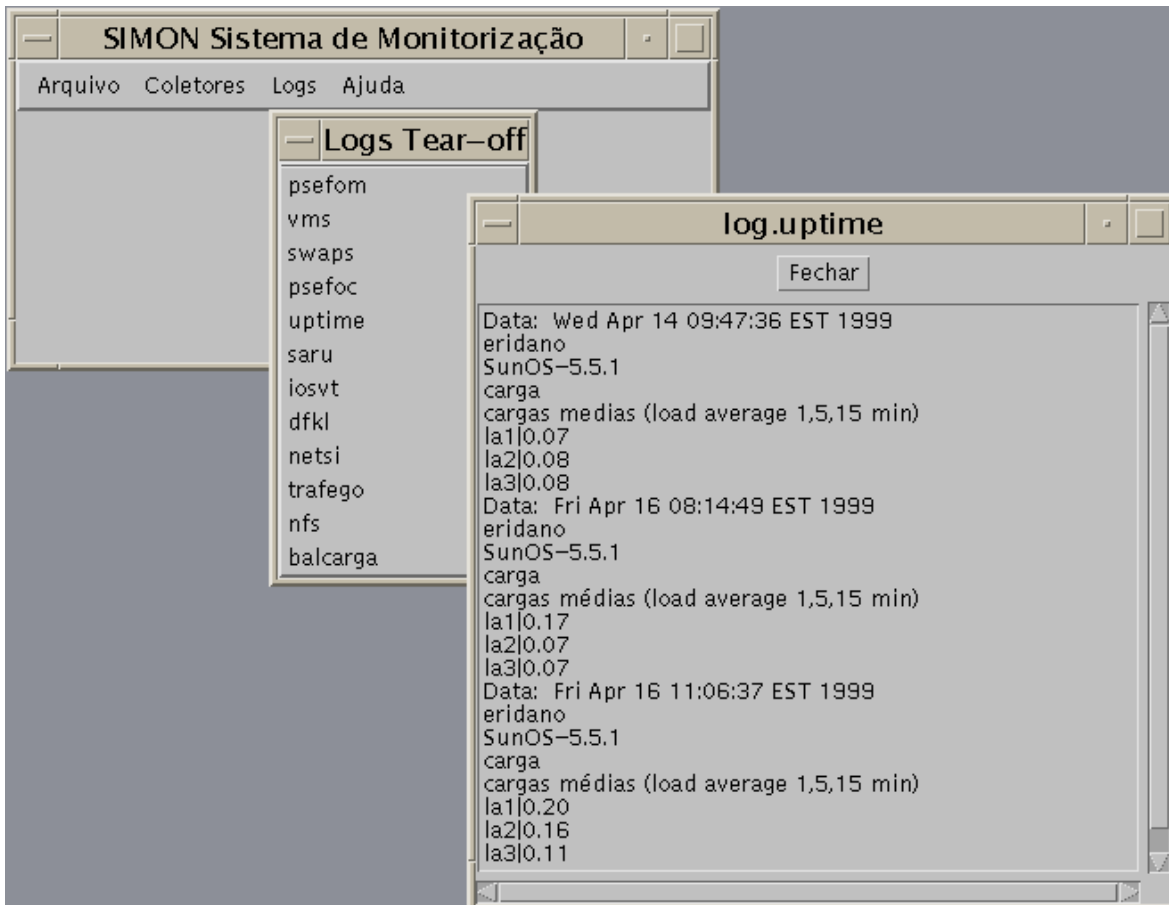 SIMON Sistema de Monitorização
Arquivo Coletores Logs Ajuda
Logs Tear-off
psefom
vms
swaps
psefoc
uptime
saru
iosvt
dfkl
netsi
trafego
nfs
balcarga
log.uptime
Fechar
Data: Wed Apr 14 09:47:36 EST 1999
eridano
SunOS-5.5.1
carga
cargas medias (load average 1,5,15 min)
la1|0.07
la2|0.08
la3|0.08
Data: Fri Apr 16 08:14:49 EST 1999
eridano
SunOS-5.5.1
carga
cargas médias (load average 1,5,15 min)
la1|0.17
la2|0.07
la3|0.07
Data: Fri Apr 16 11:06:37 EST 1999
eridano
SunOS-5.5.1
carga
cargas médias (load average 1,5,15 min)
la1|0.20
la2|0.16
la3|0.11